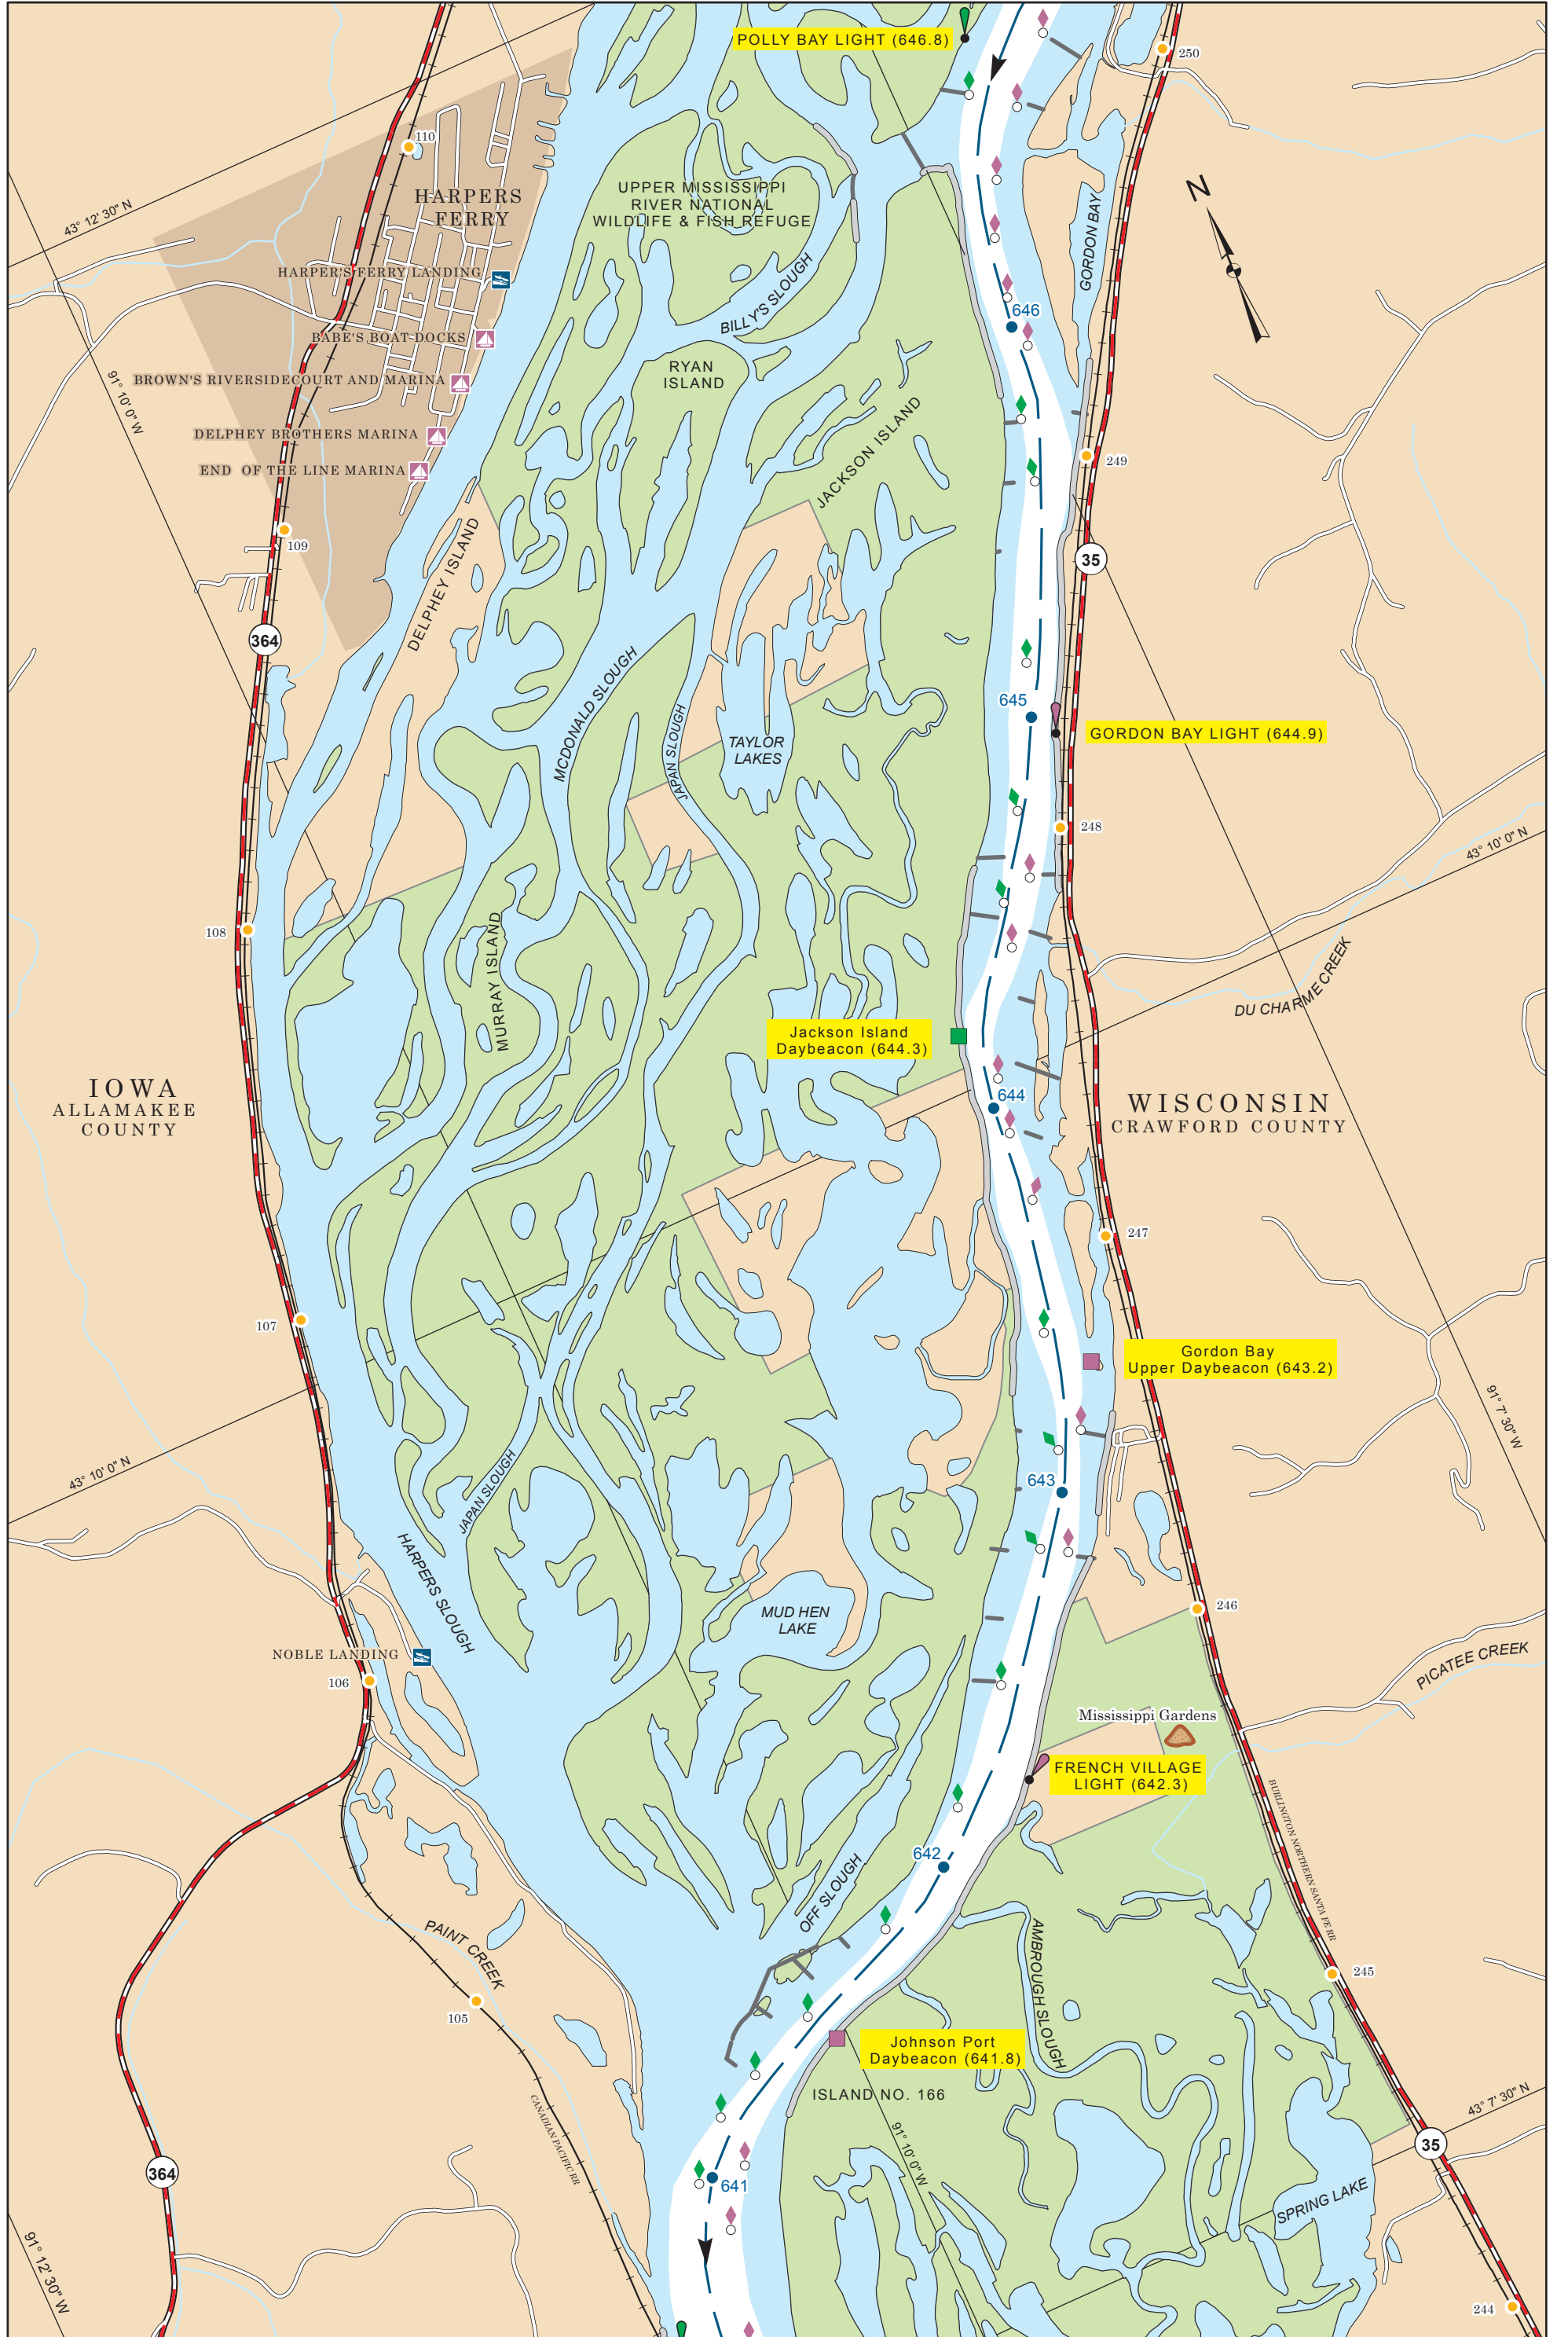 POLLY BAY LIGHT (646.8)
250
110
HARPERS
FERRY
UPPER MISSISSIPPI
RIVER NATIONAL
WILDLIFE & FISH REFUGE
N
43° 12' 30" N
GORDON BAY
HARPER'S FERRY LANDING
BILLY'S SLOUGH
646
BABE'S BOAT DOCKS
RYAN
ISLAND
BROWN'S RIVERSIDECOURT AND MARINA
91° 10' 0" W
DELPHEY BROTHERS MARINA
JACKSON ISLAND
END OF THE LINE MARINA
249
109
DELPHEY ISLAND
35
364
MCDONALD SLOUGH
645
JAPAN SLOUGH
TAYLOR
LAKES
GORDON BAY LIGHT (644.9)
248
43° 10' 0" N
108
MURRAY ISLAND
DU CHARME CREEK
Jackson Island
Daybeacon (644.3)
IOWA
ALLAMAKEE
COUNTY
644
WISCONSIN
CRAWFORD COUNTY
247
107
Gordon Bay
Upper Daybeacon (643.2)
91° 7' 30" W
43° 10' 0" N
JAPAN SLOUGH
643
HARPERS SLOUGH
MUD HEN
LAKE
246
NOBLE LANDING
PICATEE CREEK
106
Mississippi Gardens
FRENCH VILLAGE
LIGHT (642.3)
BURLINGTON NORTHERN SANTA FE RR
642
OFF SLOUGH
PAINT CREEK
AMBROUGH SLOUGH
245
105
Johnson Port
Daybeacon (641.8)
ISLAND NO. 166
CANADIAN PACIFIC RR
43° 7' 30" N
91° 10' 0" W
35
364
641
SPRING LAKE
91° 12' 30" W
244